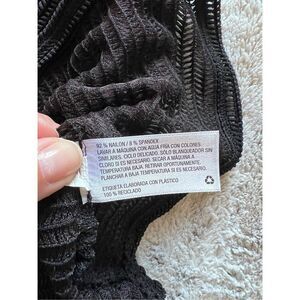 92 % NAILON / 8 % SPANDEX
LAVAR A MÁQUINA CON AGUA FRÍA CON COLORES
SIMILARES. CICLO DELICADO. SÓLO BLANQUEADOR SIN
CLORO SI ES NECESARIO. SECAR A MÁQUINA A
TEMPERATURA BAJA. RETIRAR OPORTUNAMENTE.
PLANCHAR A BAJA TEMPERATURA SI ES NECESARIO.
ETIQUETA ELABORADA CON PLÁSTICO
100 % RECICLADO